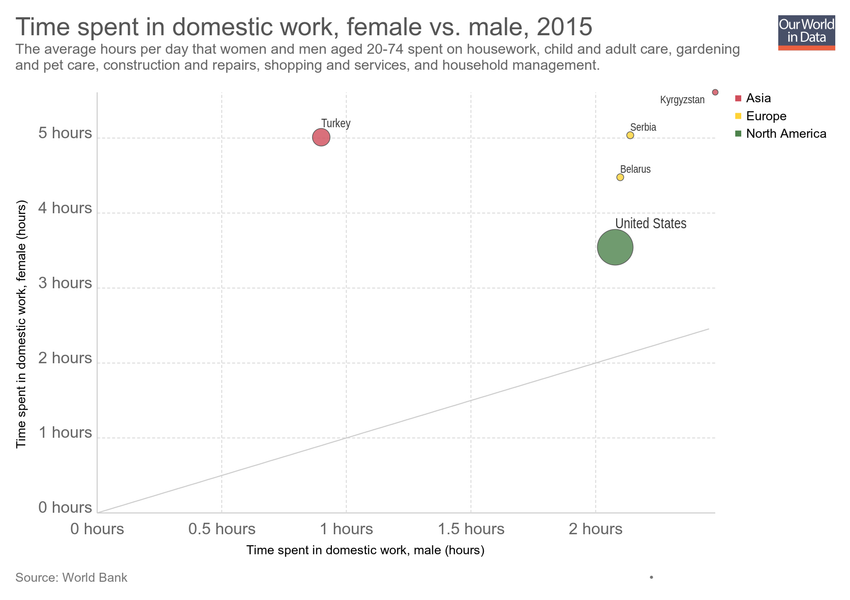 Time spent in domestic work, female vs. male, 2015
Our World
in Data
The average hours per day that women and men aged 20-74 spent on housework, child and adult care, gardening
and pet care, construction and repairs, shopping and services, and household management.
Kyrgyzstan
Asia
Europe
North America
Turkey
Serbia
Belarus
United States
5 hours
4 hours
3 hours
2 hours
1 hours
0 hours
Time spent in domestic work, female (hours)
0 hours
0.5 hours
1 hours
1.5 hours
2 hours
Time spent in domestic work, male (hours)
Source: World Bank